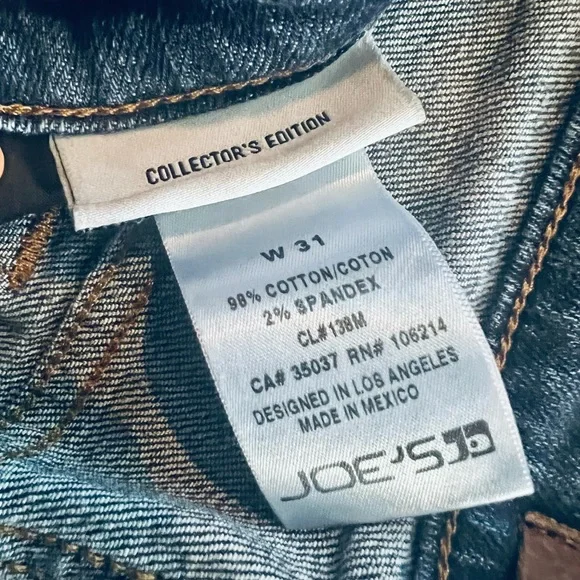 COLLECTOR'S EDITION
W 31
98% COTTON/COTON
2% SPANDEX
CL#138M
CA# 35037 RN# 106214
DESIGNED IN LOS ANGELES
MADE IN MEXICO
JOE'S